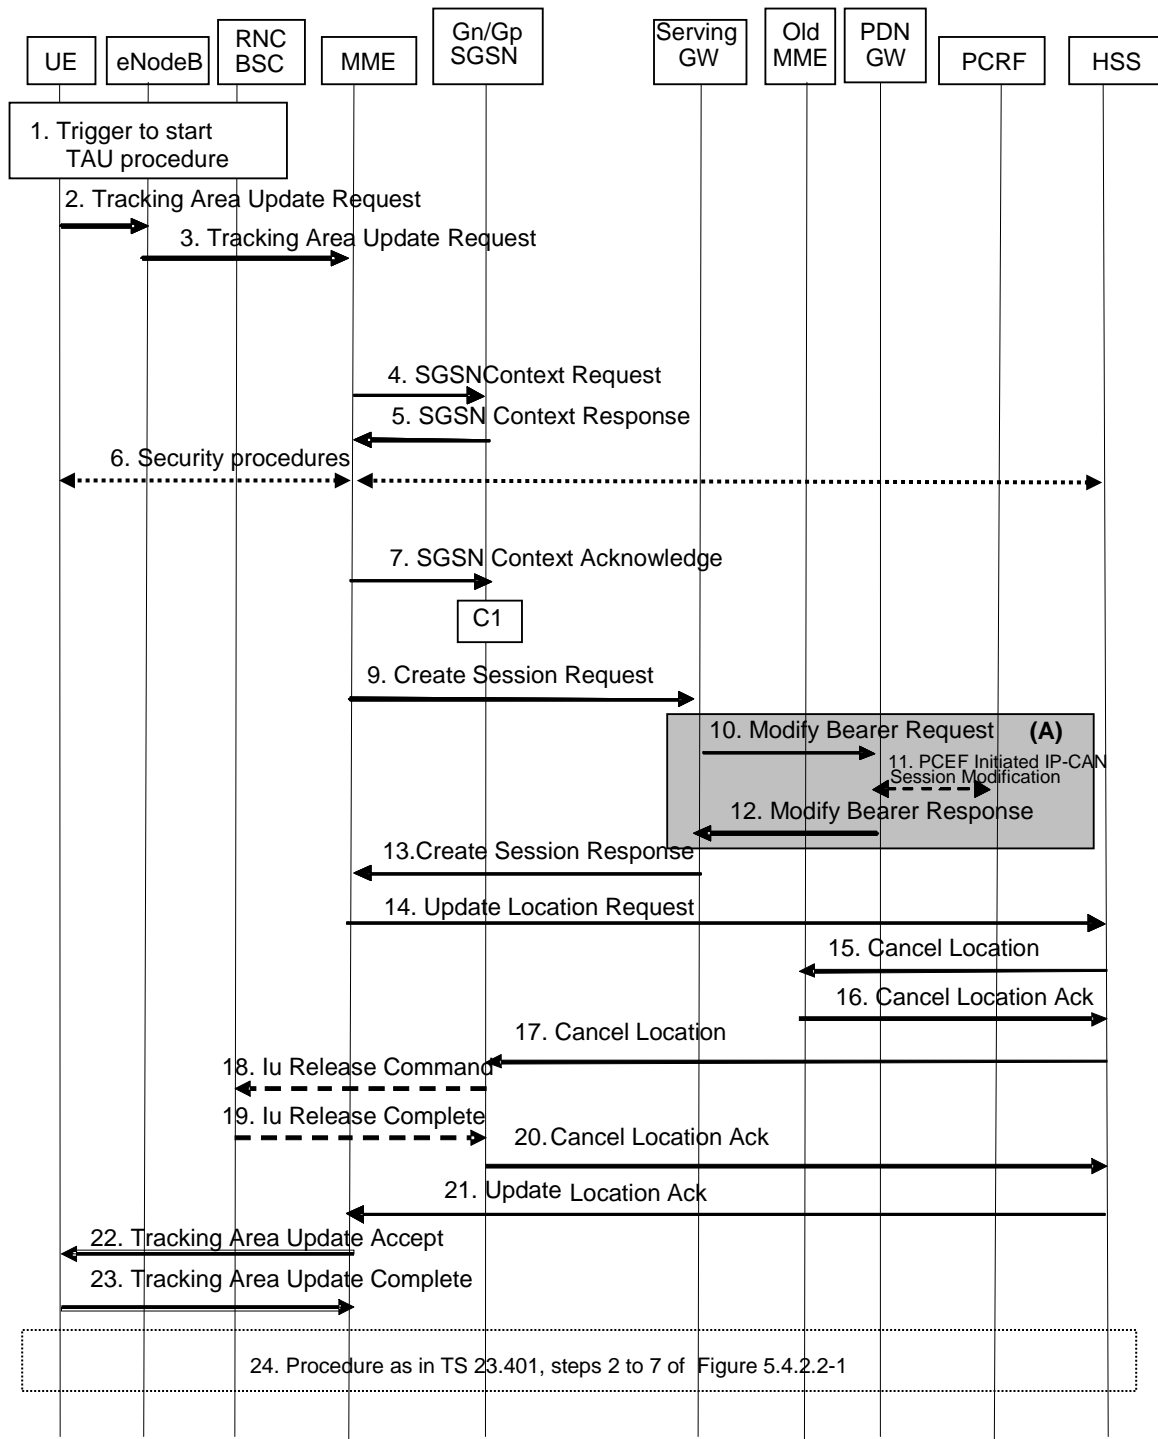 UE
eNodeB
RNC
BSC
MME
Gn/Gp
SGSN
Serving
GW
Old
MME
PDN
GW
PCRF
HSS
1. Trigger to start
TAU procedure
2. Tracking Area Update Request
3. Tracking Area Update Request
4. SGSNContext Request
5. SGSN Context Response
6. Security procedures
7. SGSN Context Acknowledge
C1
9. Create Session Request
10. Modify Bearer Request (A)
11. PCEF Initiated IP-CAN
Session Modification
12. Modify Bearer Response
13.Create Session Response
14. Update Location Request
15. Cancel Location
16. Cancel Location Ack
17. Cancel Location
18. Iu Release Command
19. Iu Release Complete
20. Cancel Location Ack
21. Update Location Ack
22. Tracking Area Update Accept
23. Tracking Area Update Complete
24. Procedure as in TS 23.401, steps 2 to 7 of Figure 5.4.2.2-1